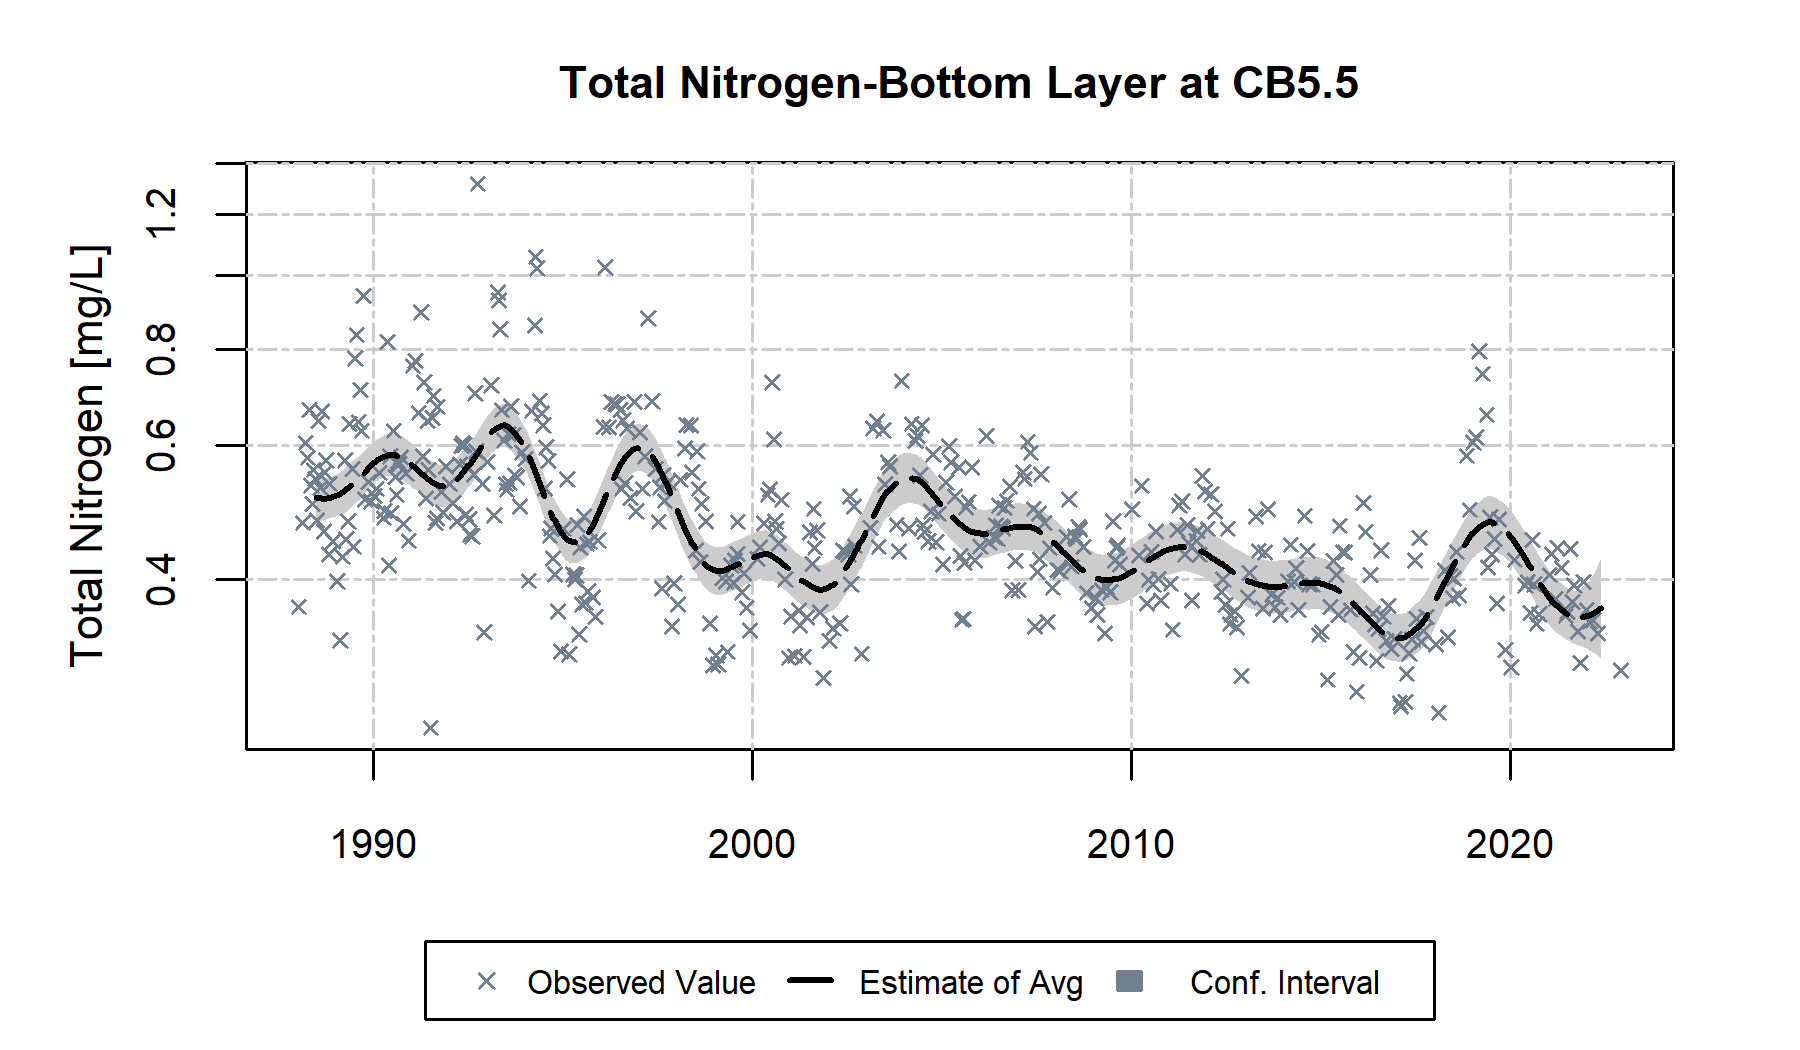 Total Nitrogen-Bottom Layer at CB5.5
Total Nitrogen [mg/L]
1.2
0.8
0.6
0.4
1990 2000 2010 2020
Observed Value Estimate of Avg Conf. Interval